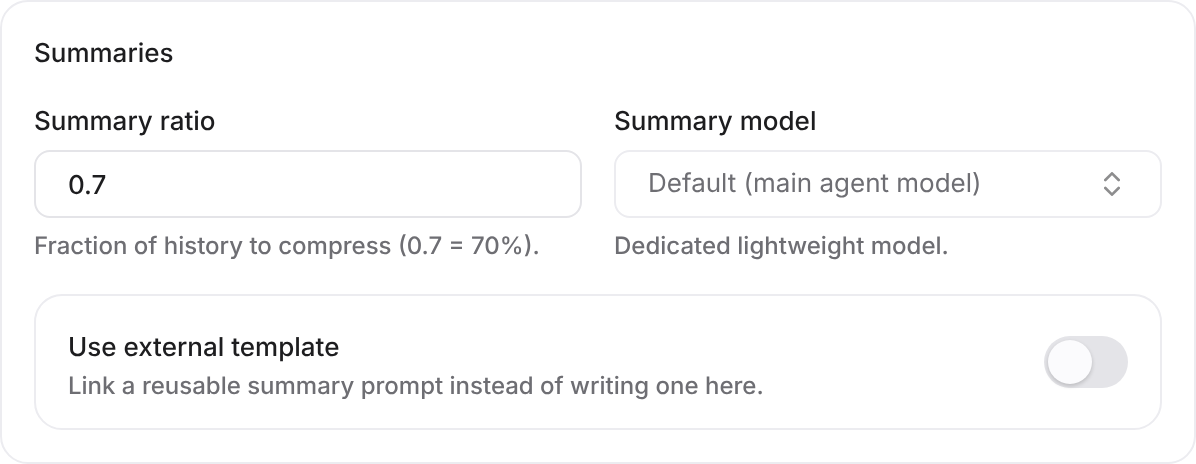 Summaries
Summary ratio
Summary model
0.7
Default (main agent model)
Fraction of history to compress (0.7 = 70%).
Dedicated lightweight model.
Use external template
Link a reusable summary prompt instead of writing one here.